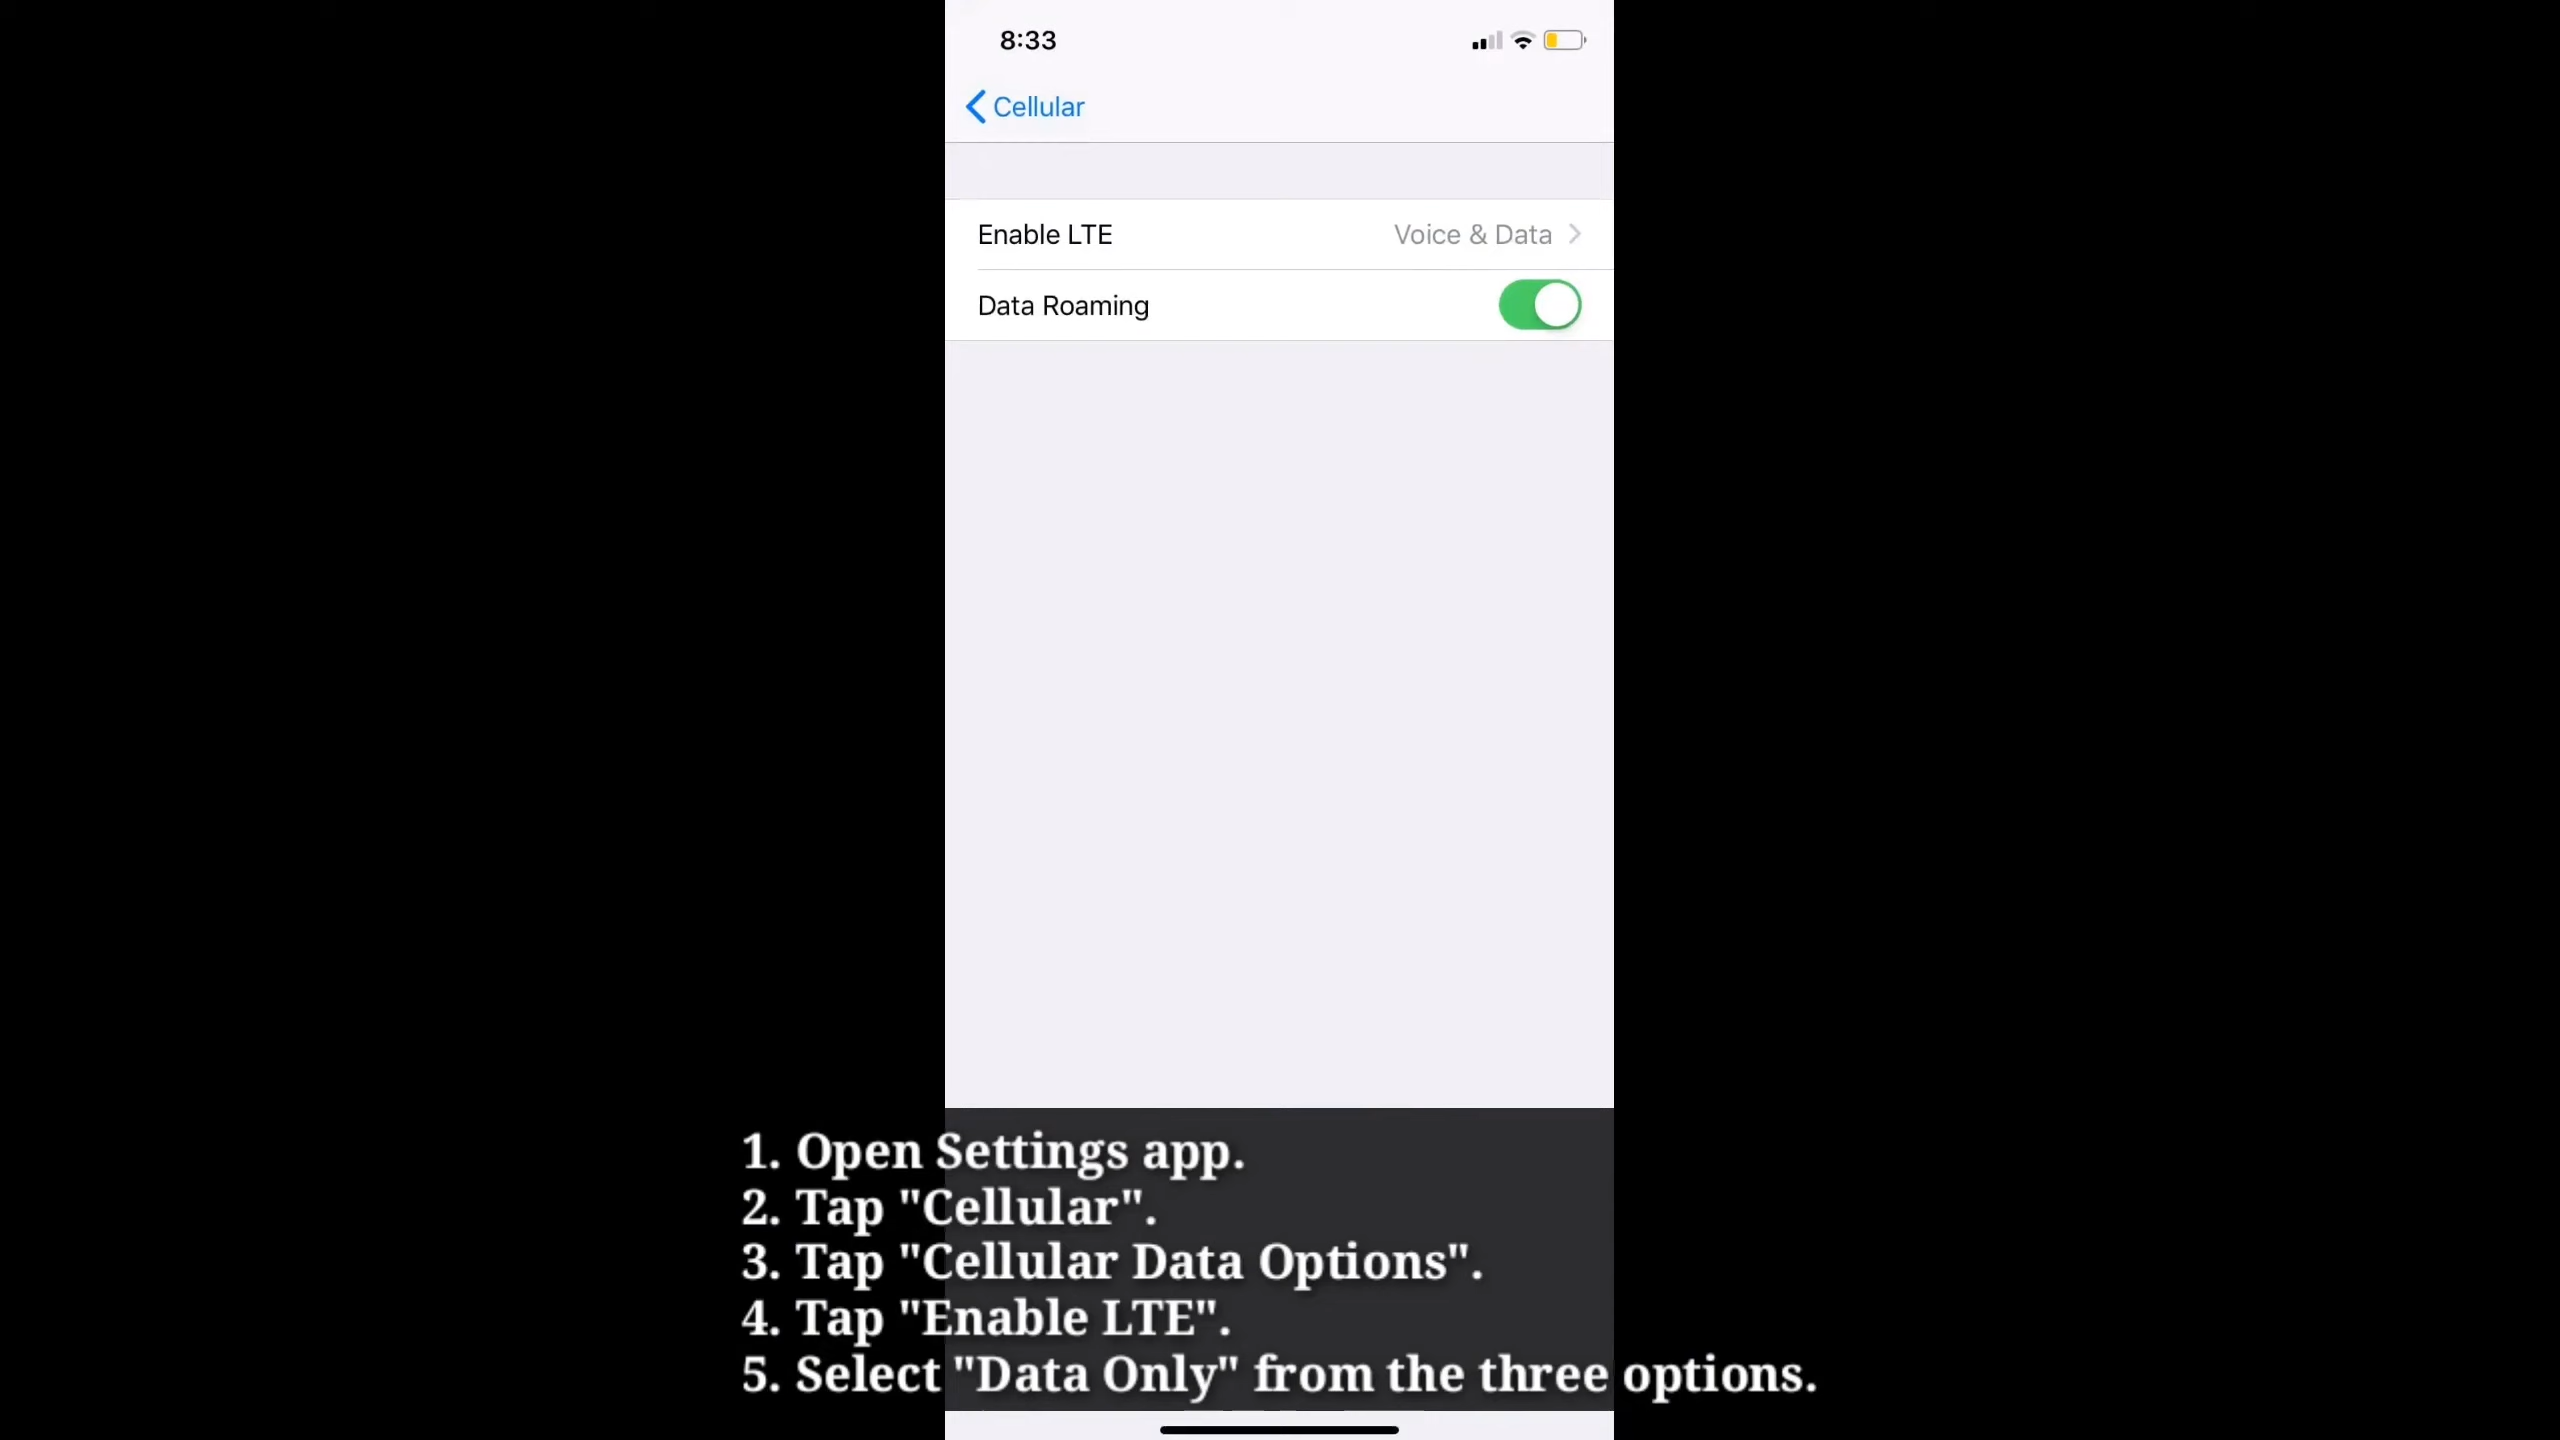 8:33
Cellular
Enable LTE Voice & Data
Data Roaming
1. Open Settings app.
2. Tap "Cellular".
3. Tap "Cellular Data Options".
4. Tap "Enable LTE".
5. Select "Data Only" from the three options.